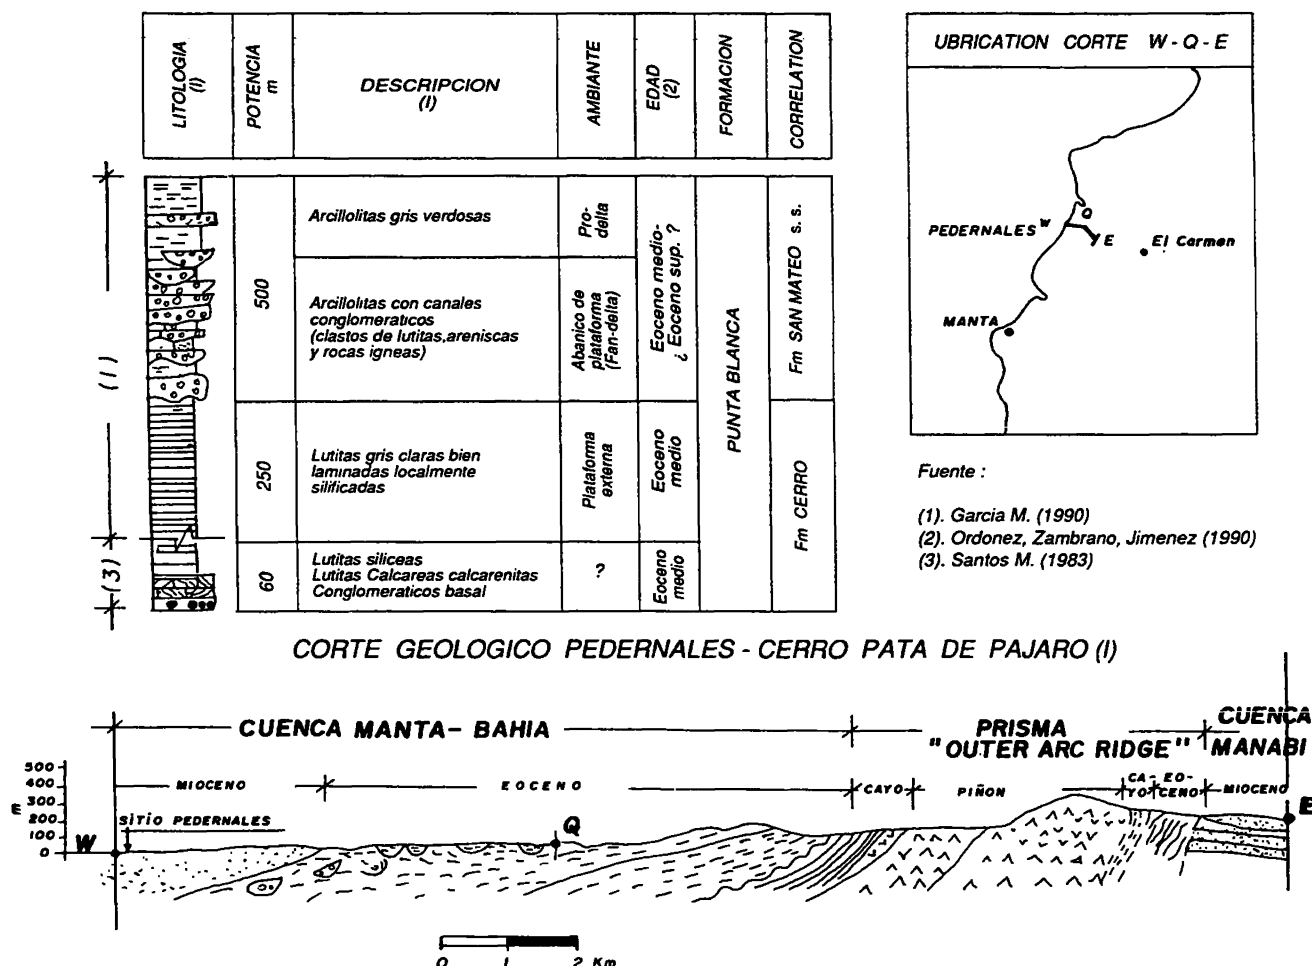 LITOLOGIA
(I)
POTENCIA
m
DESCRIPCION
(I)
AMBIANTE
EDAD
(2)
FORMACION
CORRELATION
(1)
(3)
500
Arcillolitas gris verdosas
Pro-
delta
Arcillolitas con canales
conglomeraticos
(clastos de lutitas,areniscas
y rocas igneas)
Abanico de
plataforma
(Fan-delta)
Eoceno medio-
¿ Eoceno sup. ?
250
Lutitas gris claras bien
laminadas localmente
silificadas
Plataforma
externa
Eoceno
medio
60
Lutitas siliceas
Lutitas Calcareas calcarenitas
Conglomeraticos basal
?
Eoceno
medio
PUNTA BLANCA
Fm SAN MATEO s. s.
Fm CERRO
UBRICATION CORTE W - Q - E
PEDERNALES
W
Q
E
El Carmen
MANTA
Fuente :
(1). Garcia M. (1990)
(2). Ordonez, Zambrano, Jimenez (1990)
(3). Santos M. (1983)
CORTE GEOLOGICO PEDERNALES - CERRO PATA DE PAJARO (I)
CUENCA MANTA- BAHIA
PRISMA
"OUTER ARC RIDGE"
CUENCA
MANABI
MIOCENO
EOCENO
CAYO
PIÑON
CA-
YO
EO-
CENO
MIOCENO
500
400
300
200
100
0
m
SITIO PEDERNALES
W
Q
E
0 1 2 Km